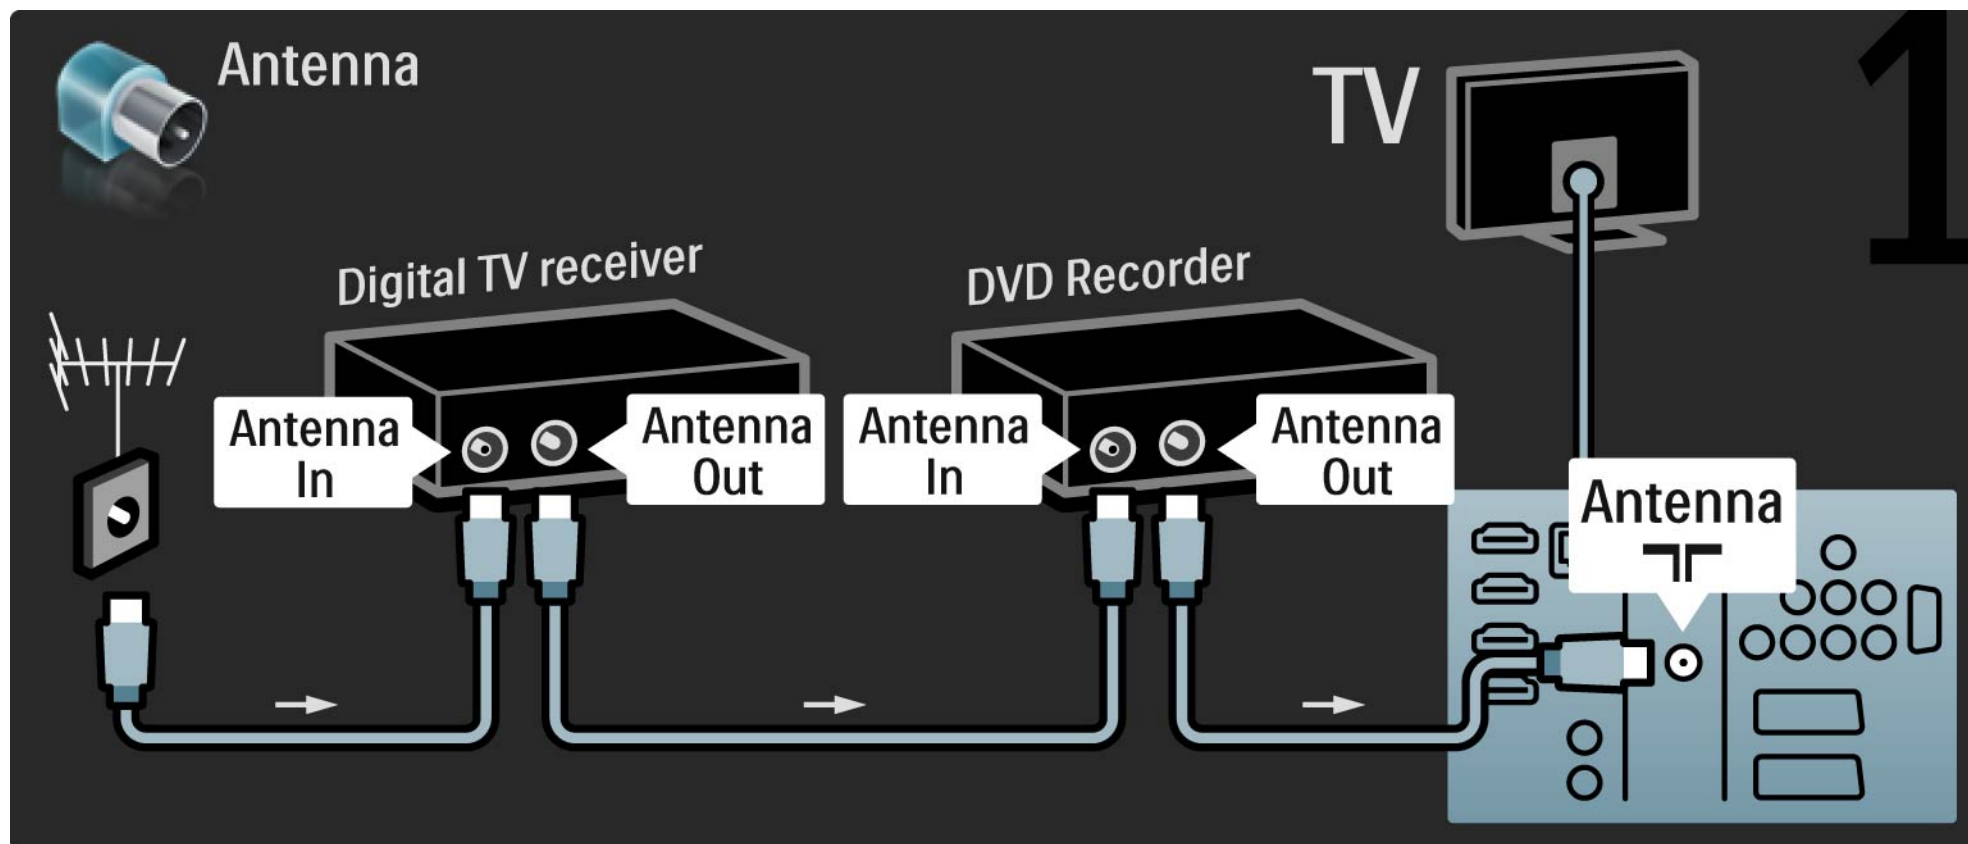 Antenna
TV
1
Digital TV receiver
DVD Recorder
Antenna
In
Antenna
Out
Antenna
In
Antenna
Out
Antenna